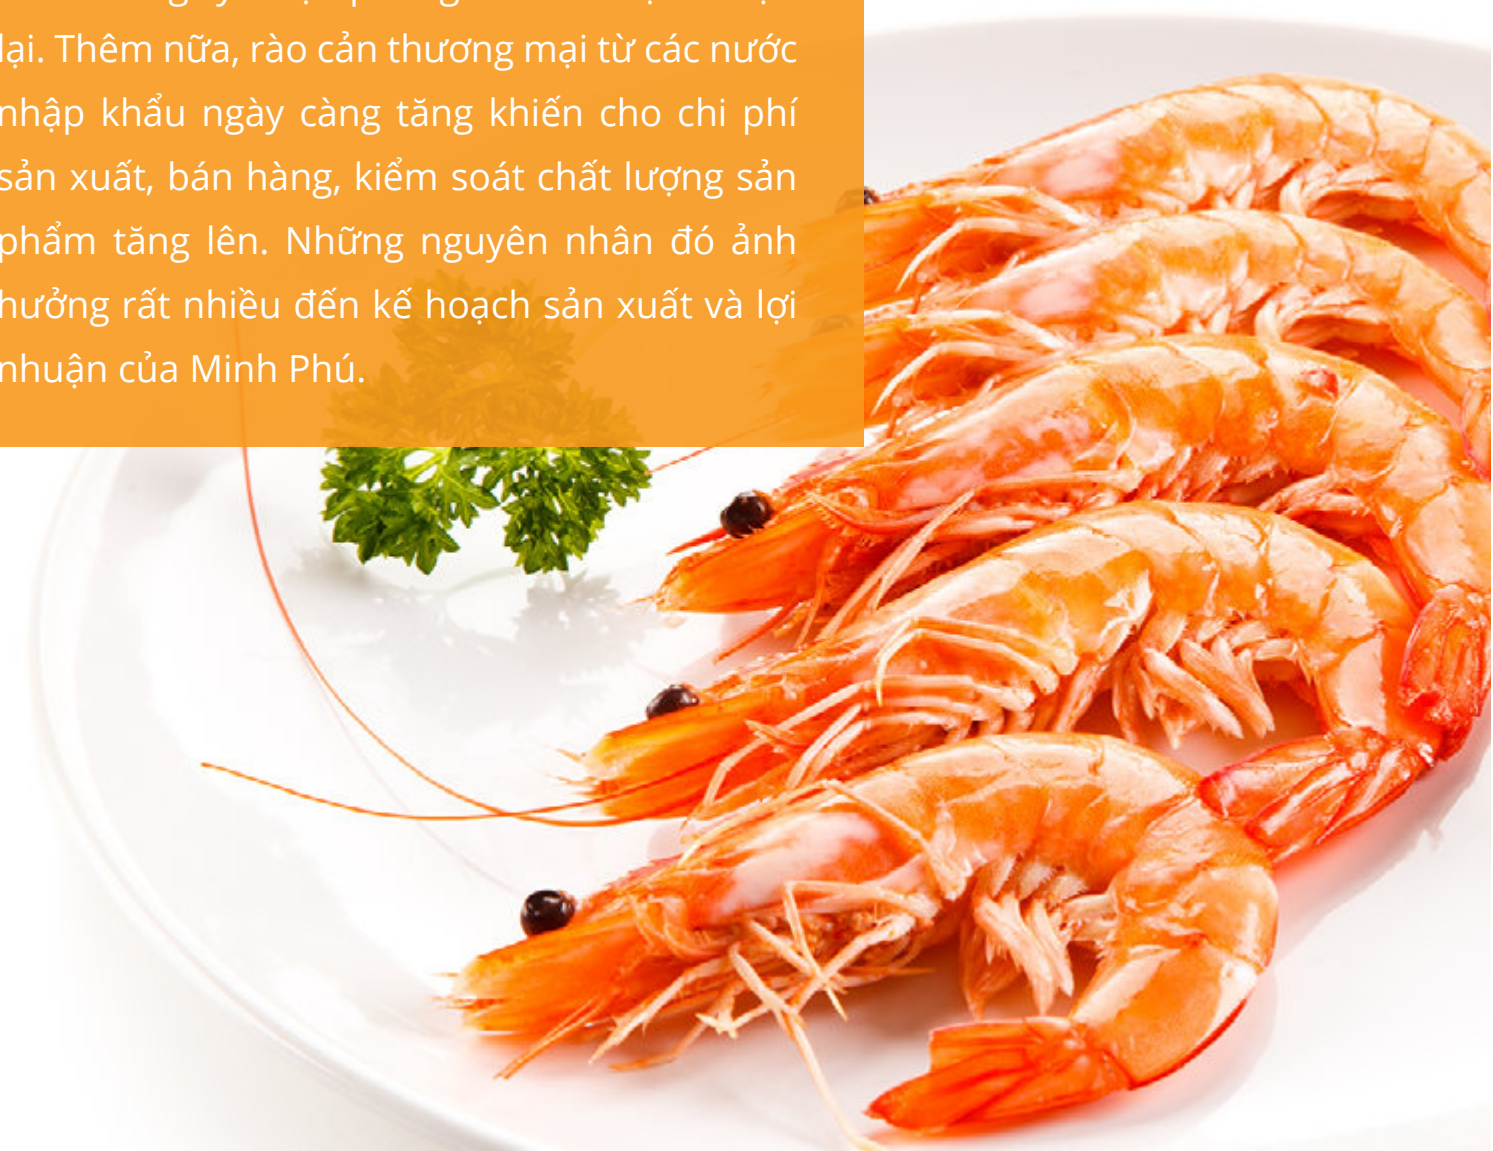 lại. Thêm nữa, rào cản thương mại từ các nước
nhập khẩu ngày càng tăng khiến cho chi phí
sản xuất, bán hàng, kiểm soát chất lượng sản
phẩm tăng lên. Những nguyên nhân đó ảnh
hưởng rất nhiều đến kế hoạch sản xuất và lợi
nhuận của Minh Phú.